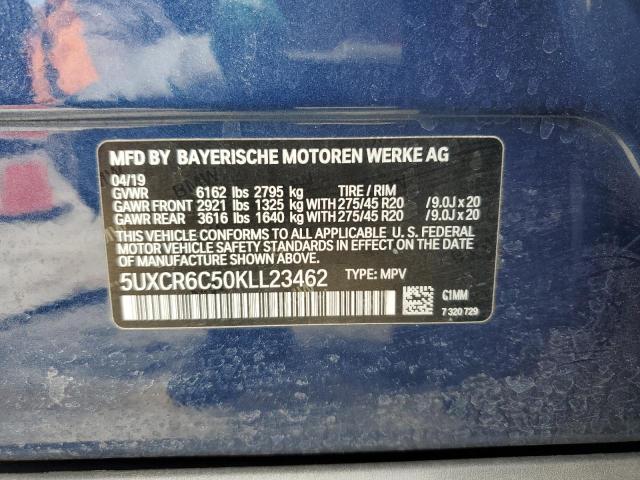 MFD BY BAYERISCHE MOTOREN WERKE AG
04/19
GVWR 6162 lbs 2795 kg TIRE / RIM
GAWR FRONT 2921 lbs 1325 kg WITH 275/45 R20 /9.0J x 20
GAWR REAR 3616 lbs 1640 kg WITH 275/45 R20 /9.0J x 20
THIS VEHICLE CONFORMS TO ALL APPLICABLE U. S. FEDERAL
MOTOR VEHICLE SAFETY STANDARDS IN EFFECT ON THE DATE
OF MANUFACTURE SHOWN ABOVE.
5UXCR6C50KLL23462 TYPE: MPV
G1MM
7 320 729